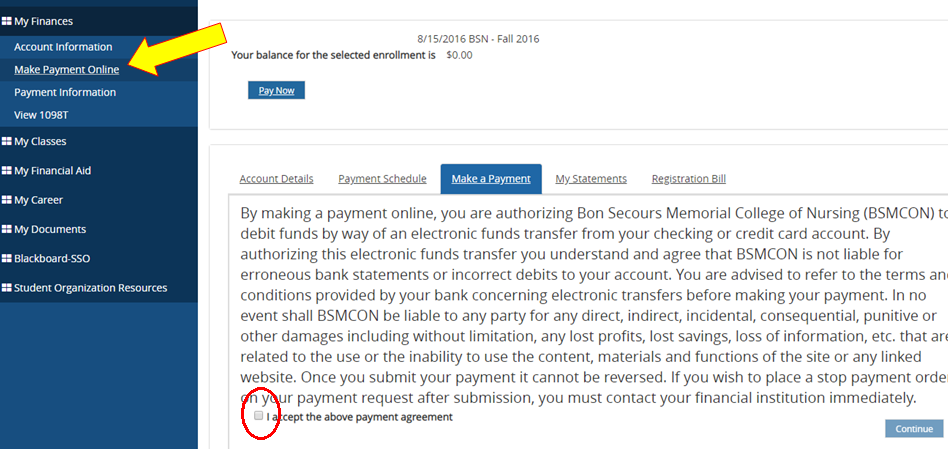 My Finances
Account Information
Make Payment Online
Payment Information
View 1098T
My Classes
My Financial Aid
My Career
My Documents
Blackboard-SSO
Student Organization Resources
8/15/2016 BSN - Fall 2016
Your balance for the selected enrollment is $0.00
Pay Now
Account Details Payment Schedule Make a Payment My Statements Registration Bill
By making a payment online, you are authorizing Bon Secours Memorial College of Nursing (BSMCON) to
debit funds by way of an electronic funds transfer from your checking or credit card account. By
authorizing this electronic funds transfer you understand and agree that BSMCON is not liable for
erroneous bank statements or incorrect debits to your account. You are advised to refer to the terms and
conditions provided by your bank concerning electronic transfers before making your payment. In no
event shall BSMCON be liable to any party for any direct, indirect, incidental, consequential, punitive or
other damages including without limitation, any lost profits, lost savings, loss of information, etc. that are
related to the use or the inability to use the content, materials and functions of the site or any linked
website. Once you submit your payment it cannot be reversed. If you wish to place a stop payment order
on your payment request after submission, you must contact your financial institution immediately.
I accept the above payment agreement
Continue